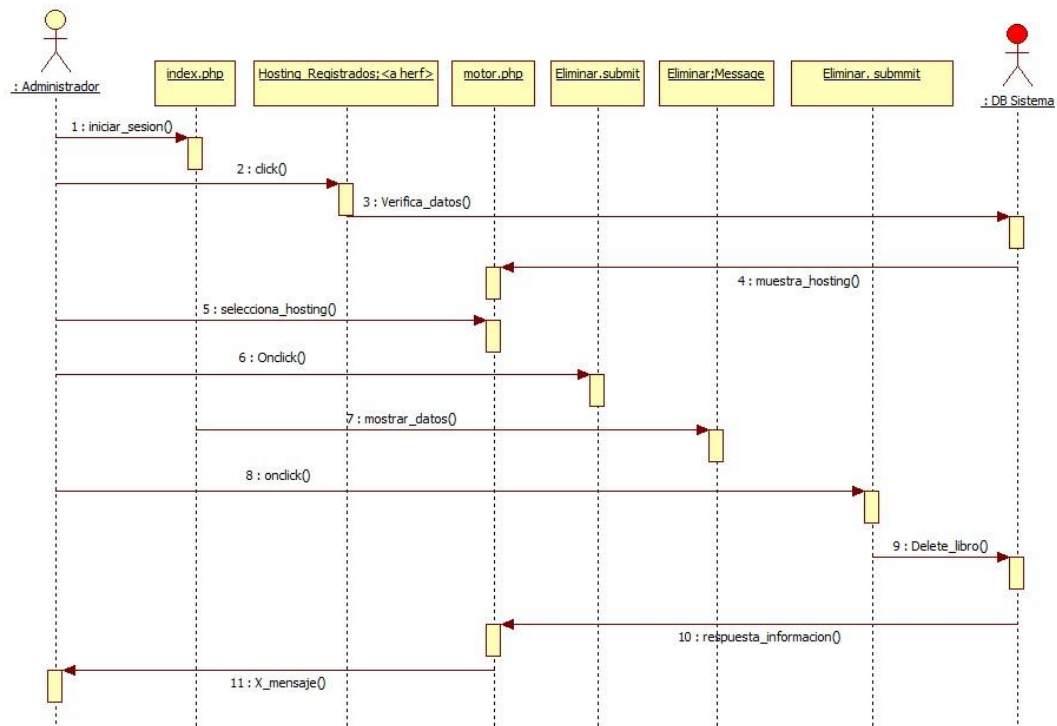 : Administrador
index.php
Hosting_Registrados;<a herf>
motor.php
Eliminar.submit
Eliminar;Message
Eliminar. submmit
: DB Sistema
1 : iniciar_sesion()
2 : click()
3 : Verifica_datos()
4 : muestra_hosting()
5 : selecciona_hosting()
6 : Onclick()
7 : mostrar_datos()
8 : onclick()
9 : Delete_libro()
10 : respuesta_informacion()
11 : X_mensaje()